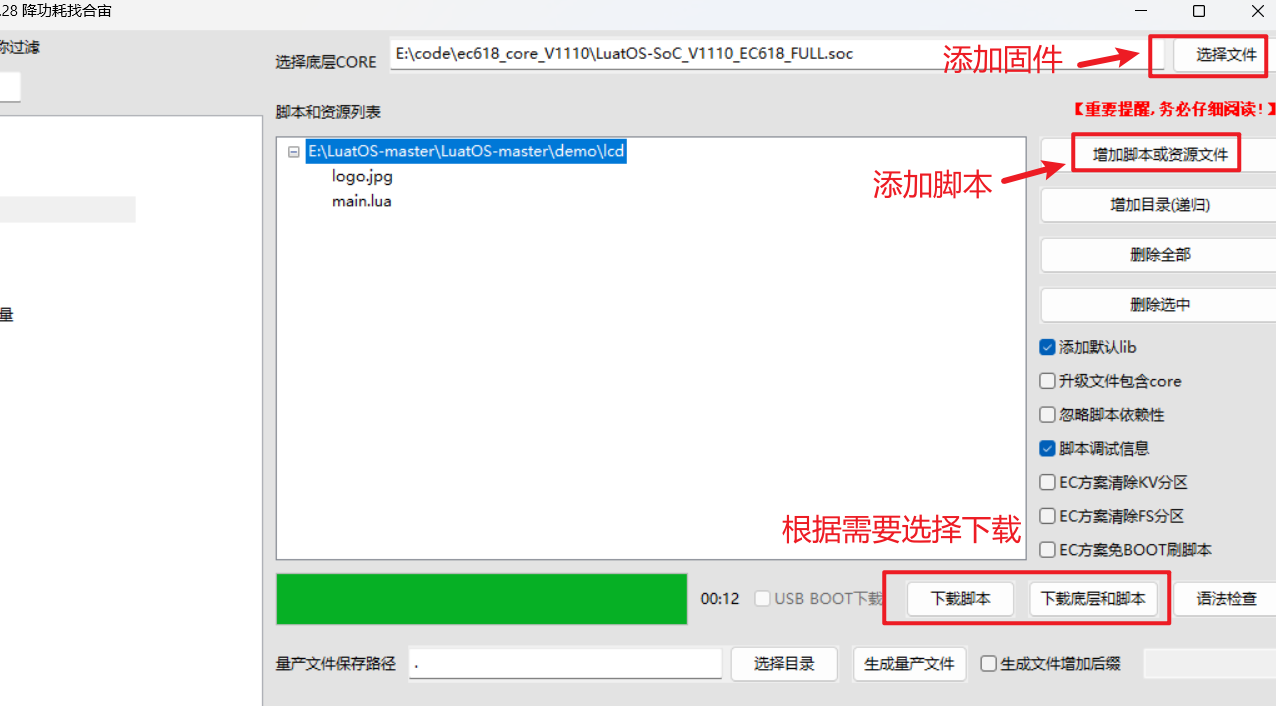 .28 降功耗找合宙
你过滤
选择底层CORE
E:\code\ec618_core_V1110\LuatOS-SoC_V1110_EC618_FULL.soc
添加固件
选择文件
脚本和资源列表
【重要提醒,务必仔细阅读!】
E:\LuatOS-master\LuatOS-master\demo\lcd
logo.jpg
main.lua
添加脚本
增加脚本或资源文件
增加目录(递归)
删除全部
删除选中
量
添加默认lib
升级文件包含core
忽略脚本依赖性
脚本调试信息
EC方案清除KV分区
EC方案清除FS分区
EC方案免BOOT刷脚本
根据需要选择下载
00:12
USB BOOT下载
下载脚本
下载底层和脚本
语法检查
量产文件保存路径
.
选择目录
生成量产文件
生成文件增加后缀